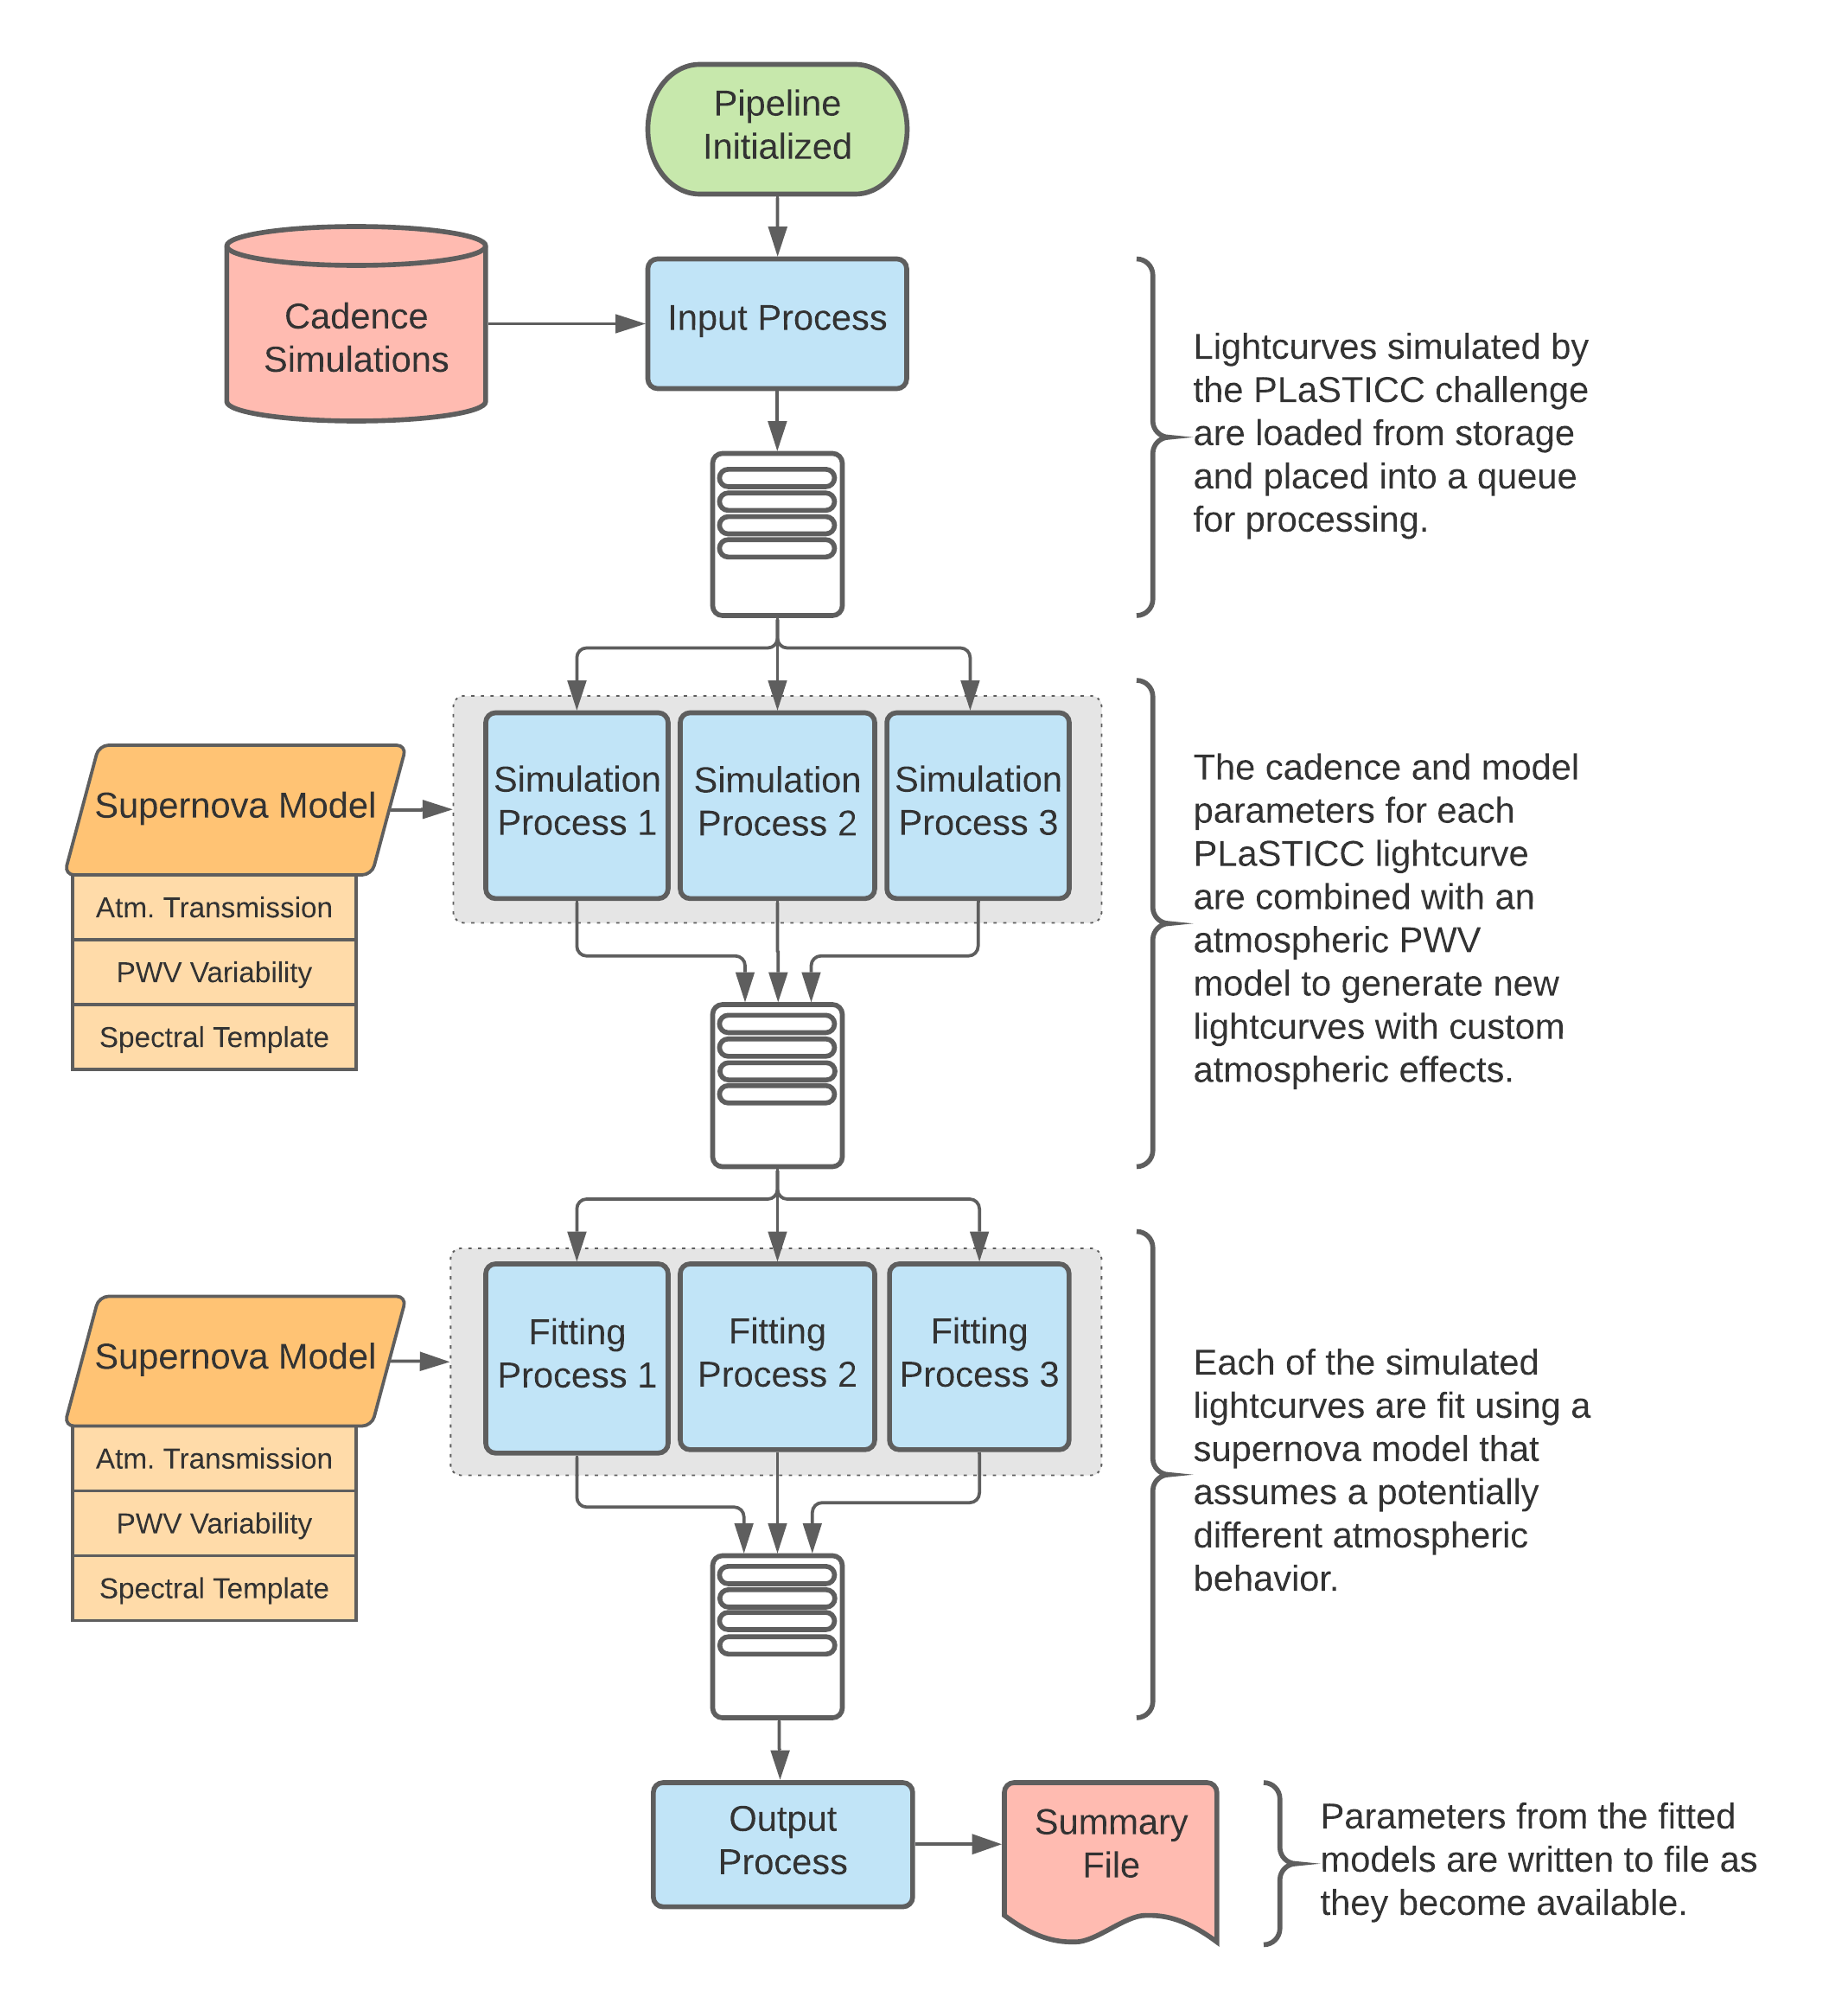 Pipeline
Initialized
Cadence
Simulations
Input Process
Lightcurves simulated by
the PLaSTICC challenge
are loaded from storage
and placed into a queue
for processing.
Supernova Model
Atm. Transmission
PWV Variability
Spectral Template
Simulation
Process 1
Simulation
Process 2
Simulation
Process 3
The cadence and model
parameters for each
PLaSTICC lightcurve
are combined with an
atmospheric PWV
model to generate new
lightcurves with custom
atmospheric effects.
Supernova Model
Atm. Transmission
PWV Variability
Spectral Template
Fitting
Process 1
Fitting
Process 2
Fitting
Process 3
Each of the simulated
lightcurves are fit using a
supernova model that
assumes a potentially
different atmospheric
behavior.
Output
Process
Summary
File
Parameters from the fitted
models are written to file as
they become available.